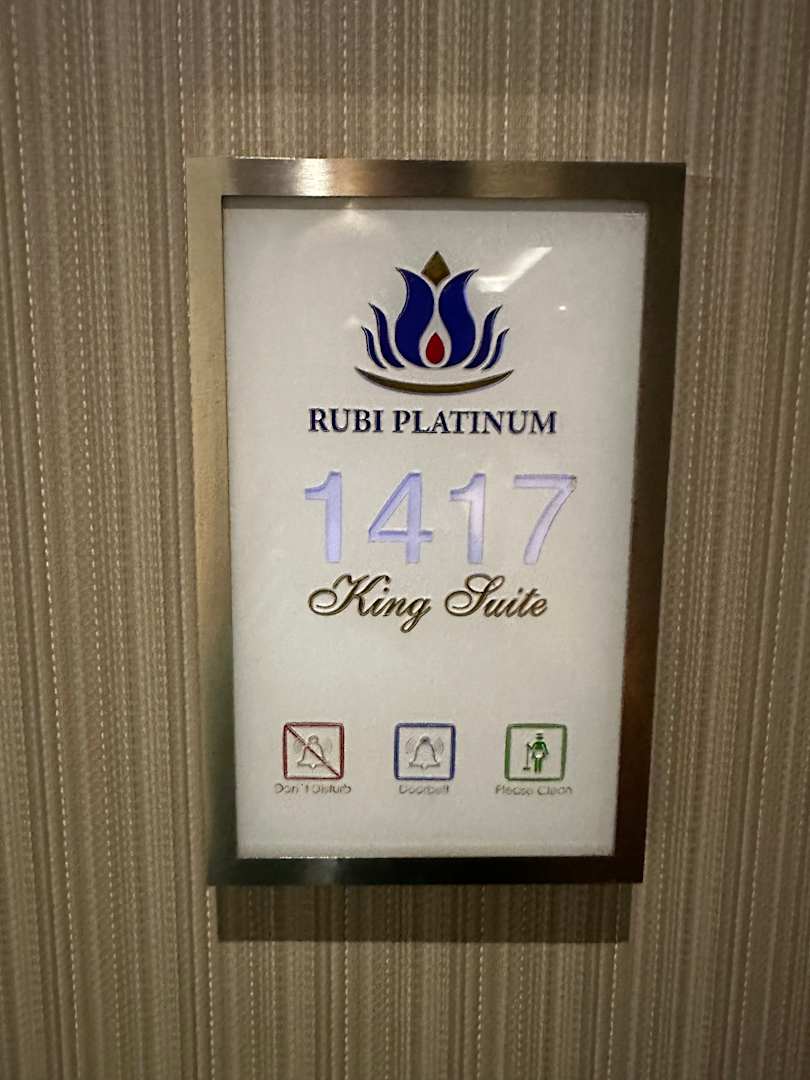 RUBI PLATINUM
1417
King Suite
Don't Disturb Doorbell Please Clean